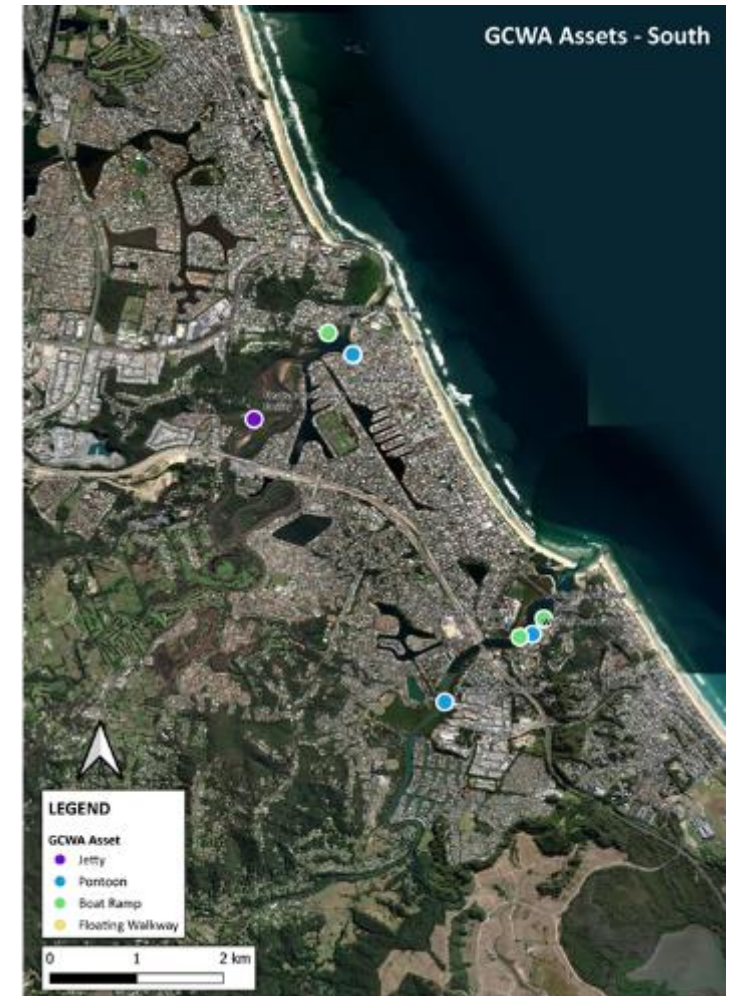 GCWA Assets - South
LEGEND
GCWA Asset
Jetty
Pontoon
Boat Ramp
Floating Walkway
0 1 2 km